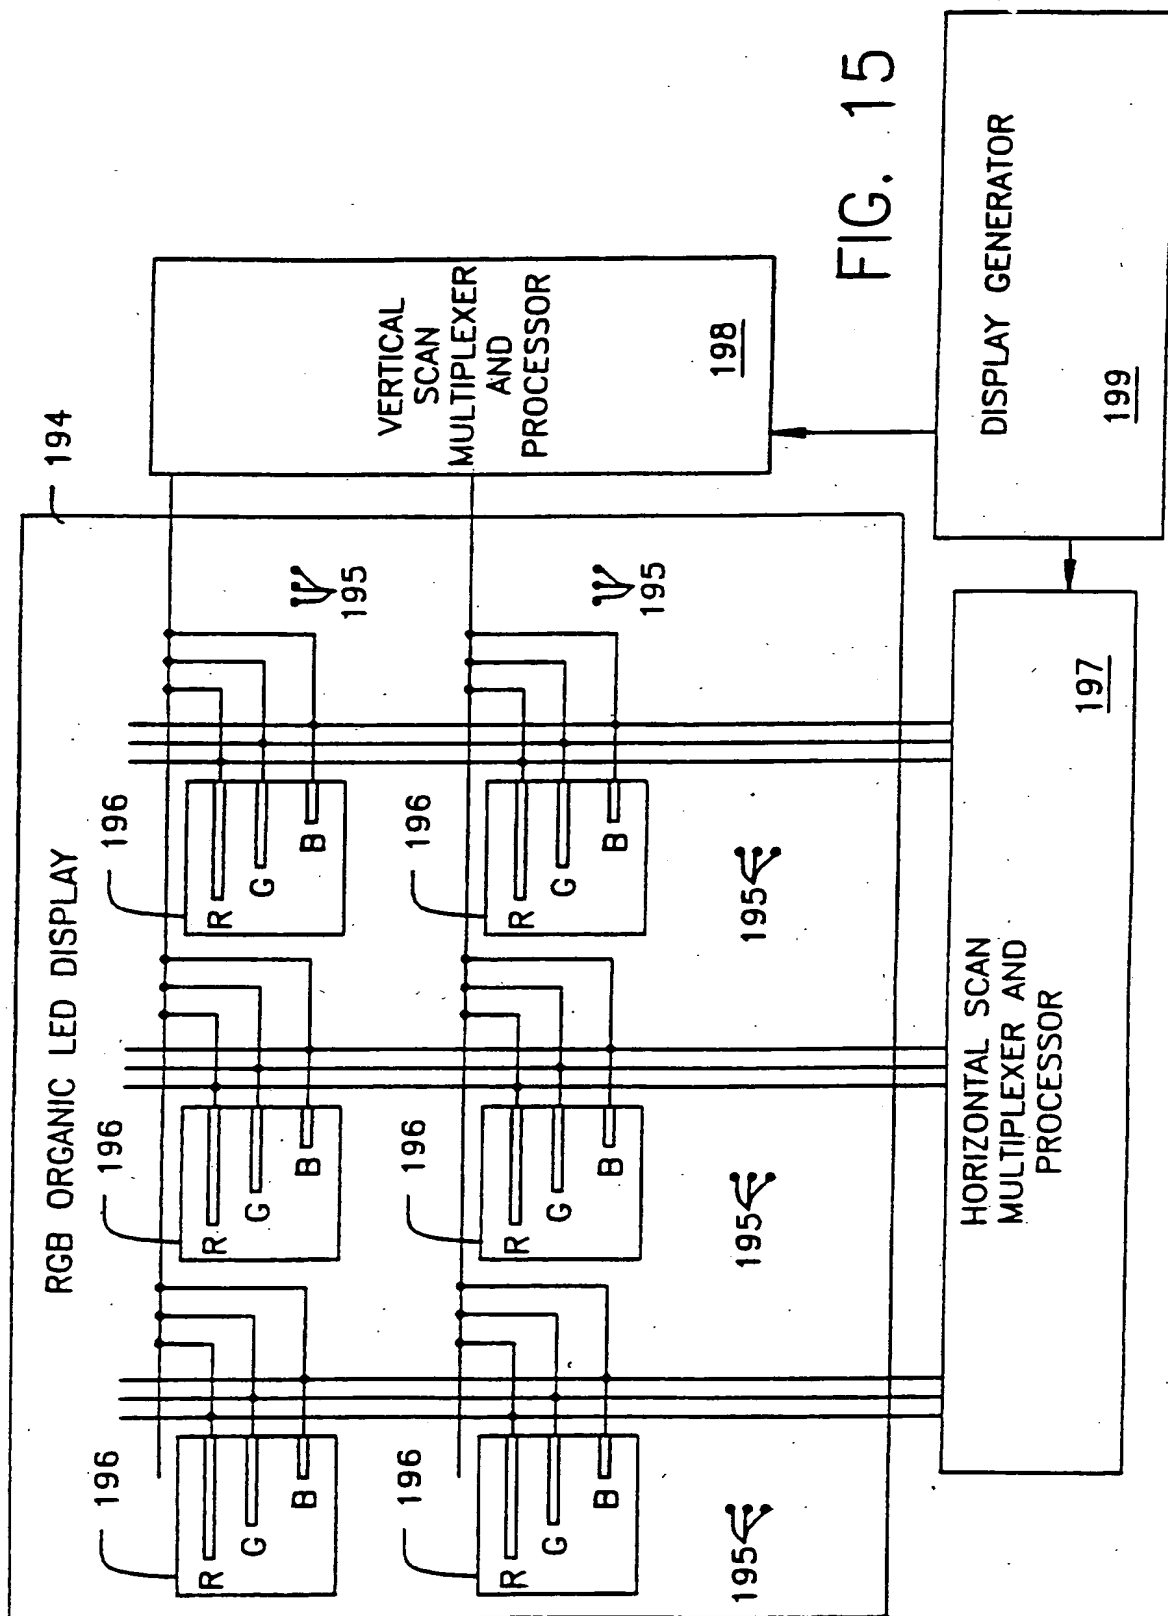 RGB ORGANIC LED DISPLAY
194
196
196
196
R
G
B
R
G
B
R
G
B
195
VERTICAL
SCAN
MULTIPLEXER
AND
PROCESSOR
198
196
196
196
R
G
B
R
G
B
R
G
B
195
195
195
195
HORIZONTAL SCAN
MULTIPLEXER AND
PROCESSOR
197
DISPLAY GENERATOR
199
FIG. 15